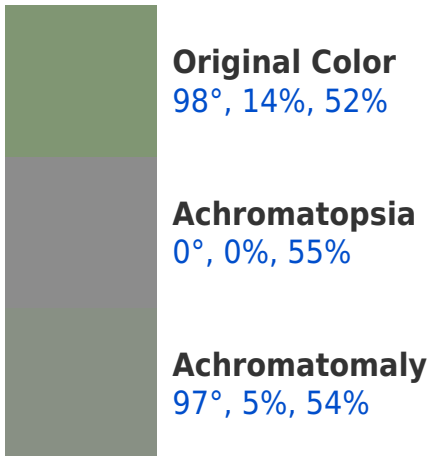 Original Color
98°, 14%, 52%
Achromatopsia
0°, 0%, 55%
Achromatomaly
97°, 5%, 54%